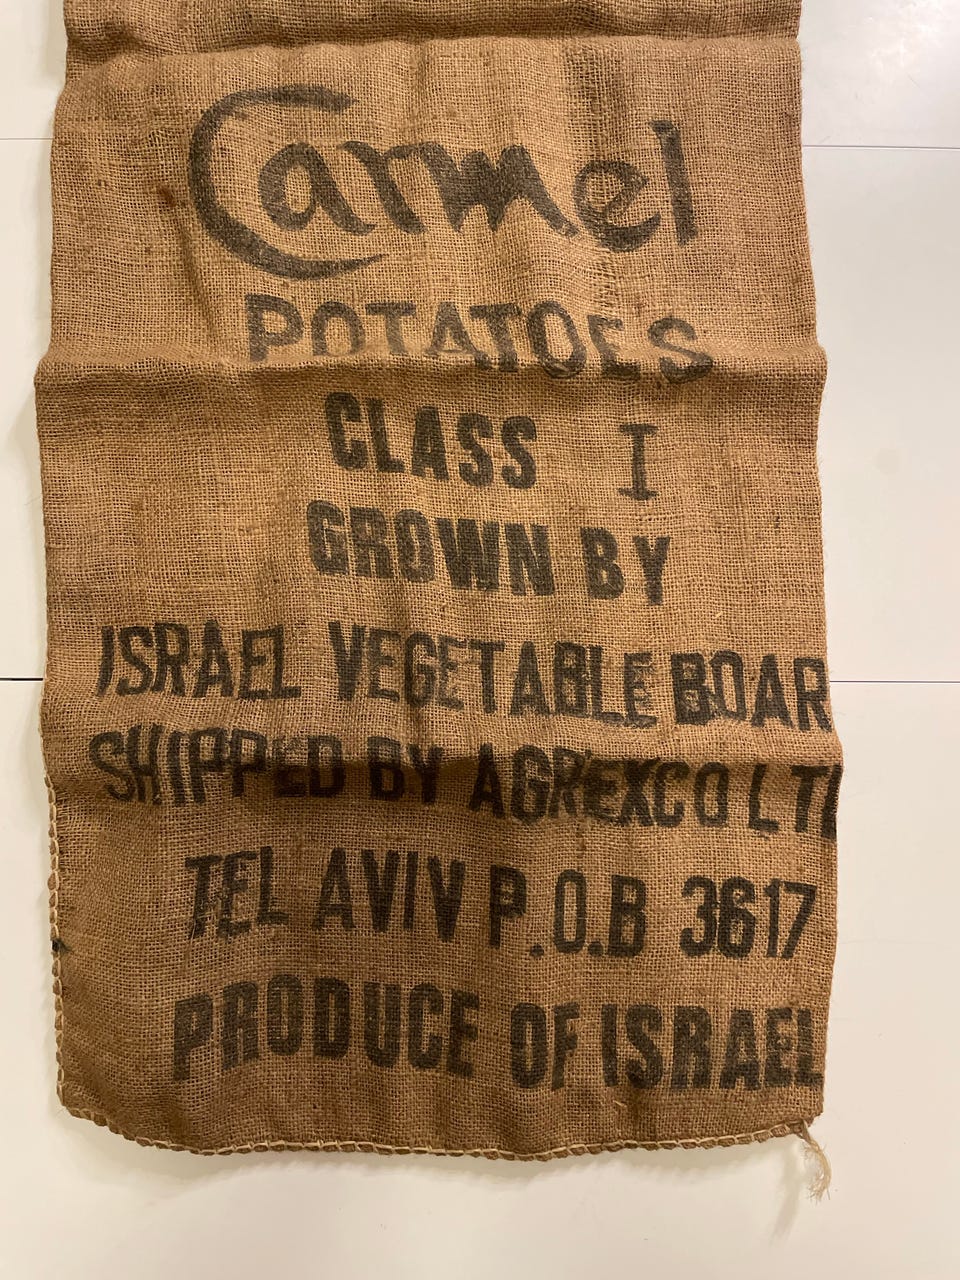 Carmel
POTATOES
CLASS I
GROWN BY
ISRAEL VEGETABLE BOAR
SHIPPED BY AGREXCO LT
TEL AVIV P.O.B 3617
PRODUCE OF ISRAEL